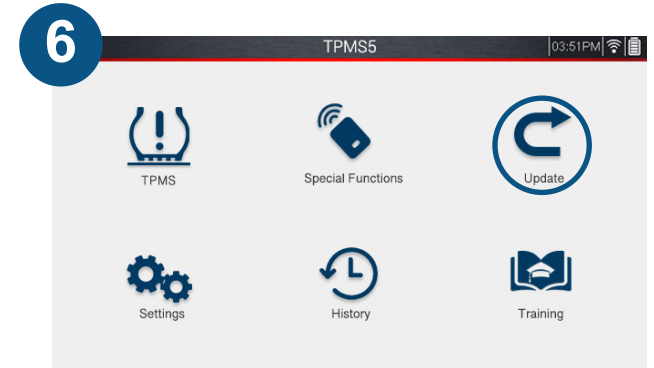 6
TPMS5 03:51PM
TPMS Special Functions Update
Settings History Training